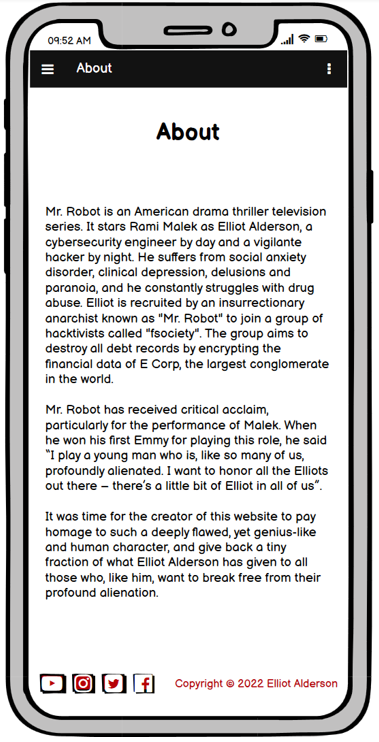 09:52 AM
About
About
Mr. Robot is an American drama thriller television
series. It stars Rami Malek as Elliot Alderson, a
cybersecurity engineer by day and a vigilante
hacker by night. He suffers from social anxiety
disorder, clinical depression, delusions and
paranoia, and he constantly struggles with drug
abuse. Elliot is recruited by an insurrectionary
anarchist known as "Mr. Robot" to join a group of
hacktivists called "fsociety". The group aims to
destroy all debt records by encrypting the
financial data of E Corp, the largest conglomerate
in the world.
Mr. Robot has received critical acclaim,
particularly for the performance of Malek. When
he won his first Emmy for playing this role, he said
“I play a young man who is, like so many of us,
profoundly alienated. I want to honor all the Elliots
out there – there’s a little bit of Elliot in all of us”.
It was time for the creator of this website to pay
homage to such a deeply flawed, yet genius-like
and human character, and give back a tiny
fraction of what Elliot Alderson has given to all
those who, like him, want to break free from their
profound alienation.
Copyright © 2022 Elliot Alderson